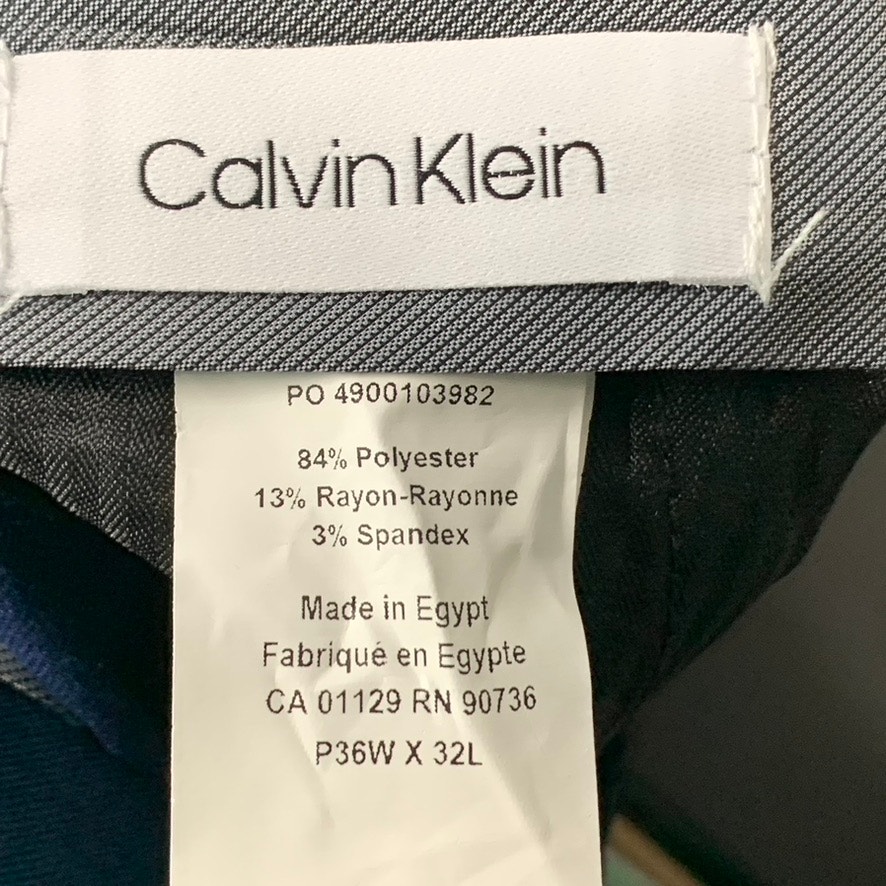 Calvin Klein
PO 4900103982
84% Polyester
13% Rayon-Rayonne
3% Spandex
Made in Egypt
Fabriqué en Egypte
CA 01129 RN 90736
P36W X 32L